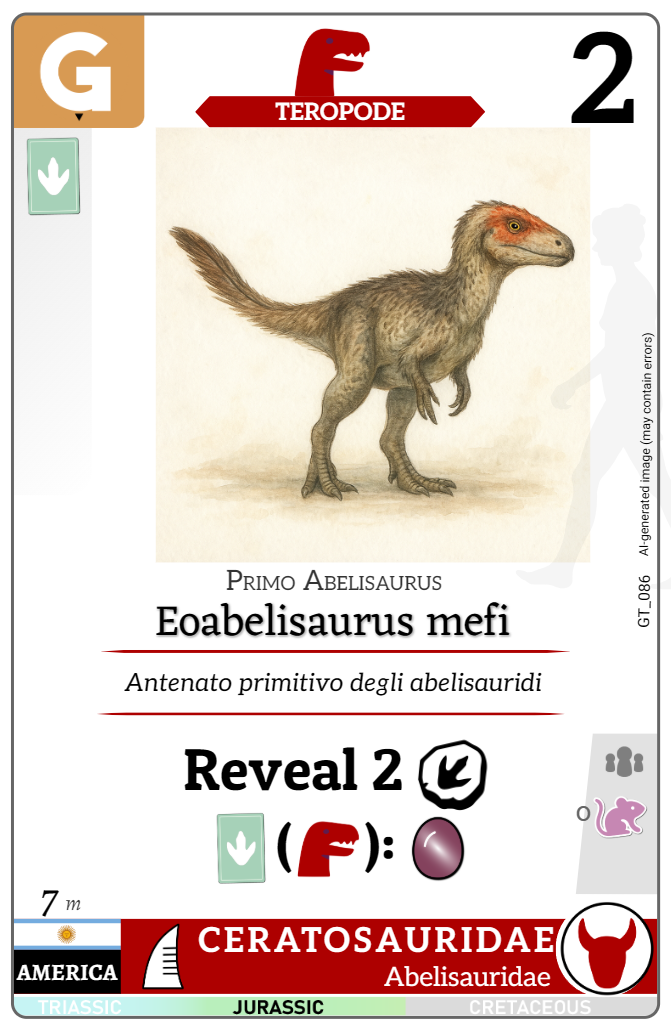 G
2
TEROPODE
AI-generated image (may contain errors)
GT_086
Primo Abelisaurus
Eoabelisaurus mefi
Antenato primitivo degli abelisauridi
Reveal 2
( ):
O
7 m
AMERICA
CERATOSAURIDAE
Abelisauridae
TRIASSIC JURASSIC CRETACEOUS